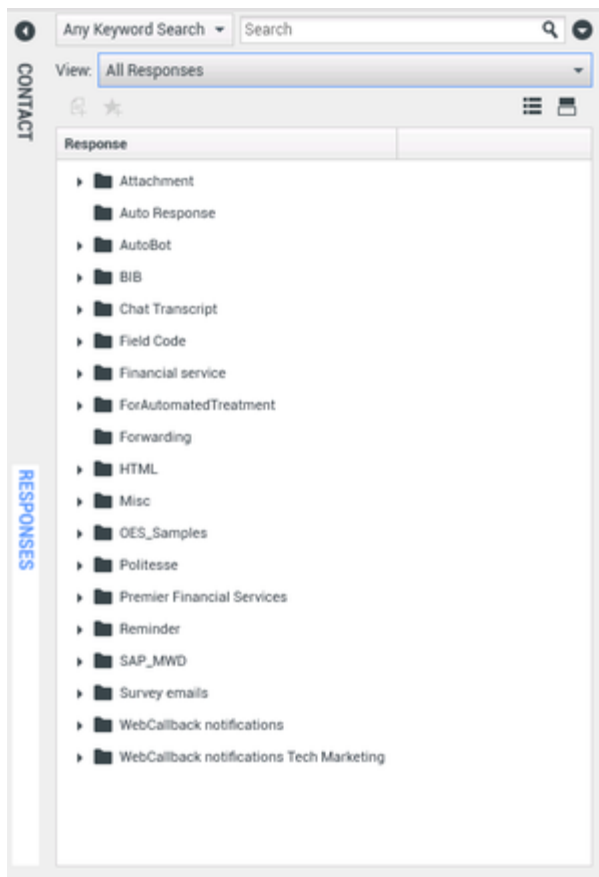 Any Keyword Search
Search
CONTACT
View: All Responses
Response
Attachment
Auto Response
AutoBot
BIB
Chat Transcript
Field Code
Financial service
ForAutomatedTreatment
Forwarding
HTML
RESPONSES
Misc
OES_Samples
Politesse
Premier Financial Services
Reminder
SAP_MWD
Survey emails
WebCallback notifications
WebCallback notifications Tech Marketing